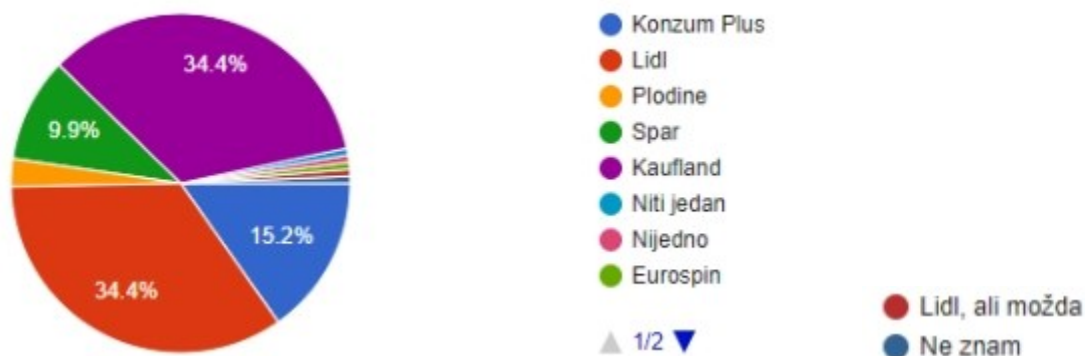 34.4%
9.9%
15.2%
34.4%
Konzum Plus
Lidl
Plodine
Spar
Kaufland
Niti jedan
Nijedno
Eurospin
1/2
Lidl, ali možda
Ne znam